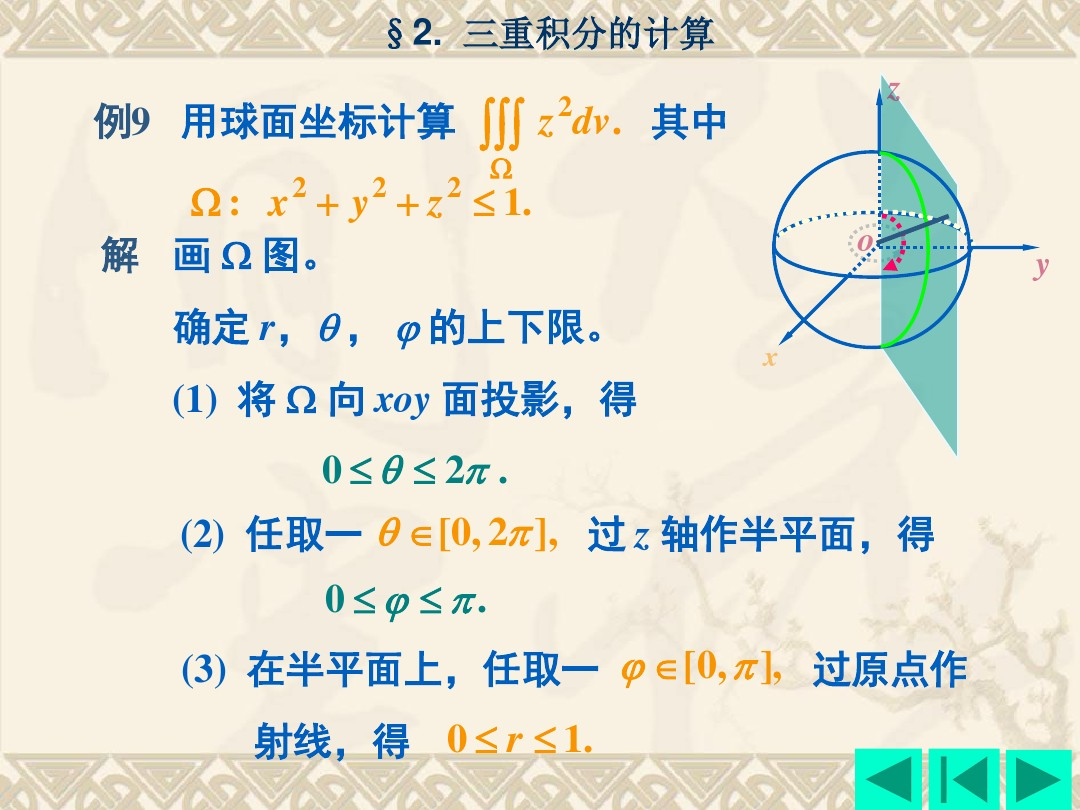 §2. 三重积分的计算
例9 用球面坐标计算 ∭_Ω z²dv. 其中
Ω: x² + y² + z² ≤ 1.
解 画 Ω 图。
确定 r, θ, φ 的上下限。
(1) 将 Ω 向 xoy 面投影，得
0 ≤ θ ≤ 2π.
(2) 任取一 θ ∈[0, 2π], 过 z 轴作半平面，得
0 ≤ φ ≤ π.
(3) 在半平面上，任取一 φ ∈[0, π], 过原点作
射线，得 0 ≤ r ≤ 1.
z
o
y
x